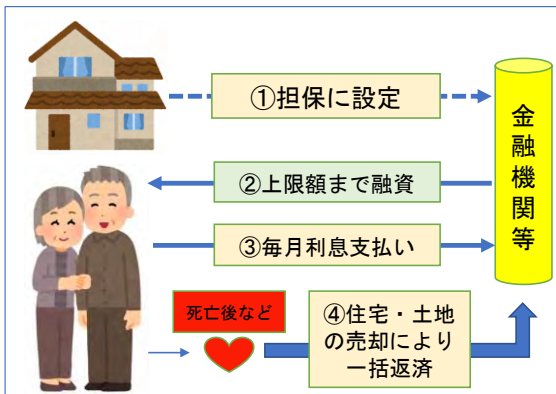 ①担保に設定
②上限額まで融資
③毎月利息支払い
金融機関等
死亡後など
④住宅・土地
の売却により
一括返済